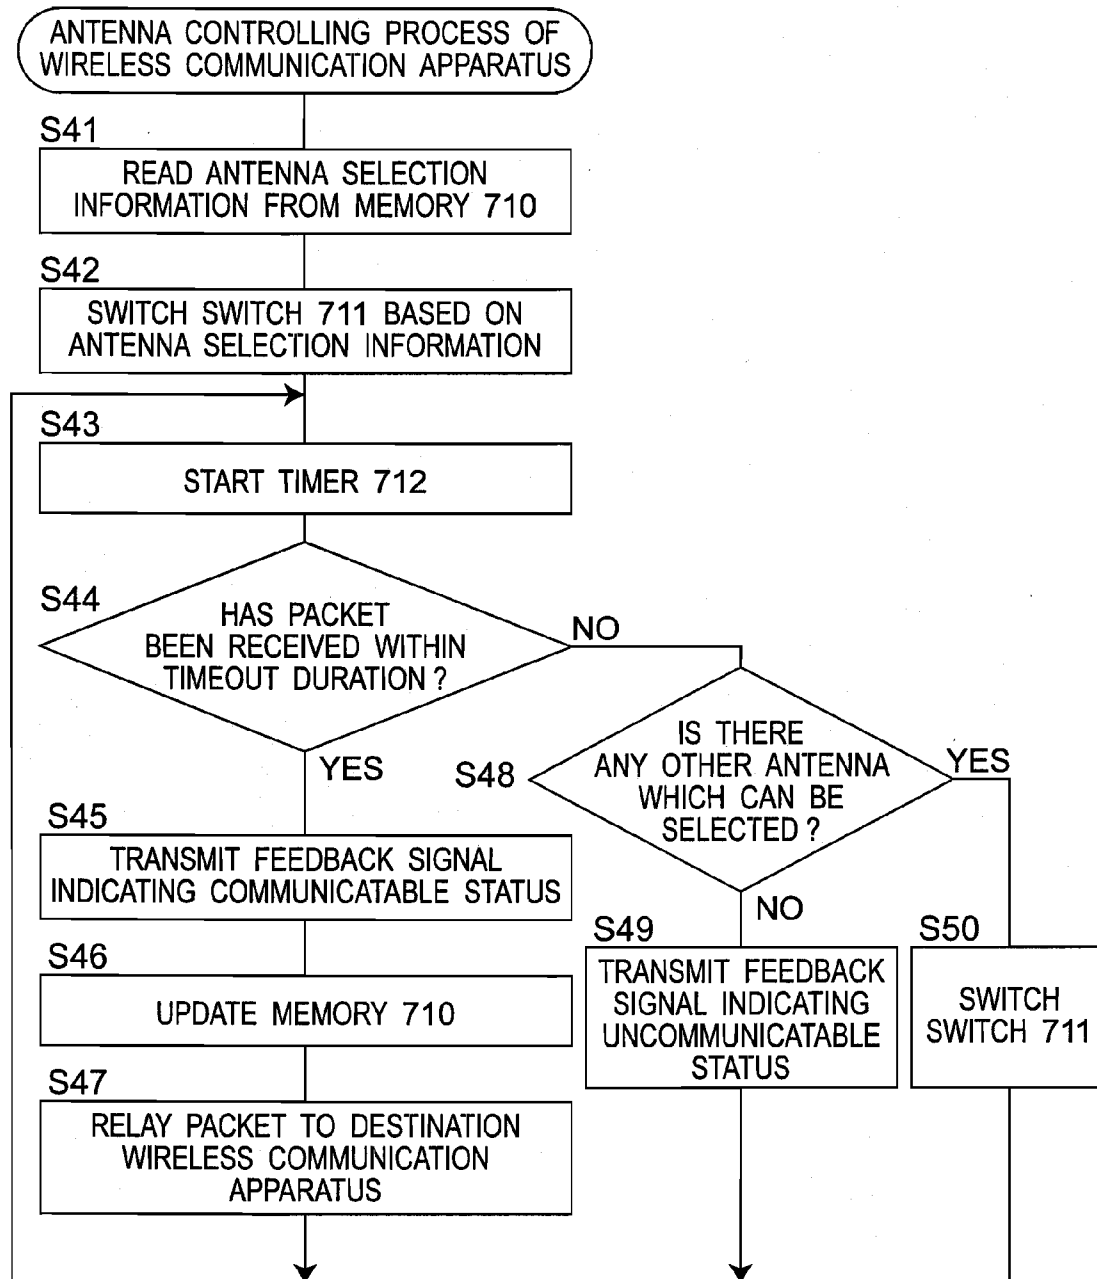 ANTENNA CONTROLLING PROCESS OF
WIRELESS COMMUNICATION APPARATUS
S41
READ ANTENNA SELECTION
INFORMATION FROM MEMORY 710
S42
SWITCH SWITCH 711 BASED ON
ANTENNA SELECTION INFORMATION
S43
START TIMER 712
S44
HAS PACKET
BEEN RECEIVED WITHIN
TIMEOUT DURATION?
NO
YES
S48
IS THERE
ANY OTHER ANTENNA
WHICH CAN BE
SELECTED?
YES
NO
S45
TRANSMIT FEEDBACK SIGNAL
INDICATING COMMUNICATABLE STATUS
S46
UPDATE MEMORY 710
S47
RELAY PACKET TO DESTINATION
WIRELESS COMMUNICATION
APPARATUS
S49
TRANSMIT FEEDBACK
SIGNAL INDICATING
UNCOMMUNICATABLE
STATUS
S50
SWITCH
SWITCH 711